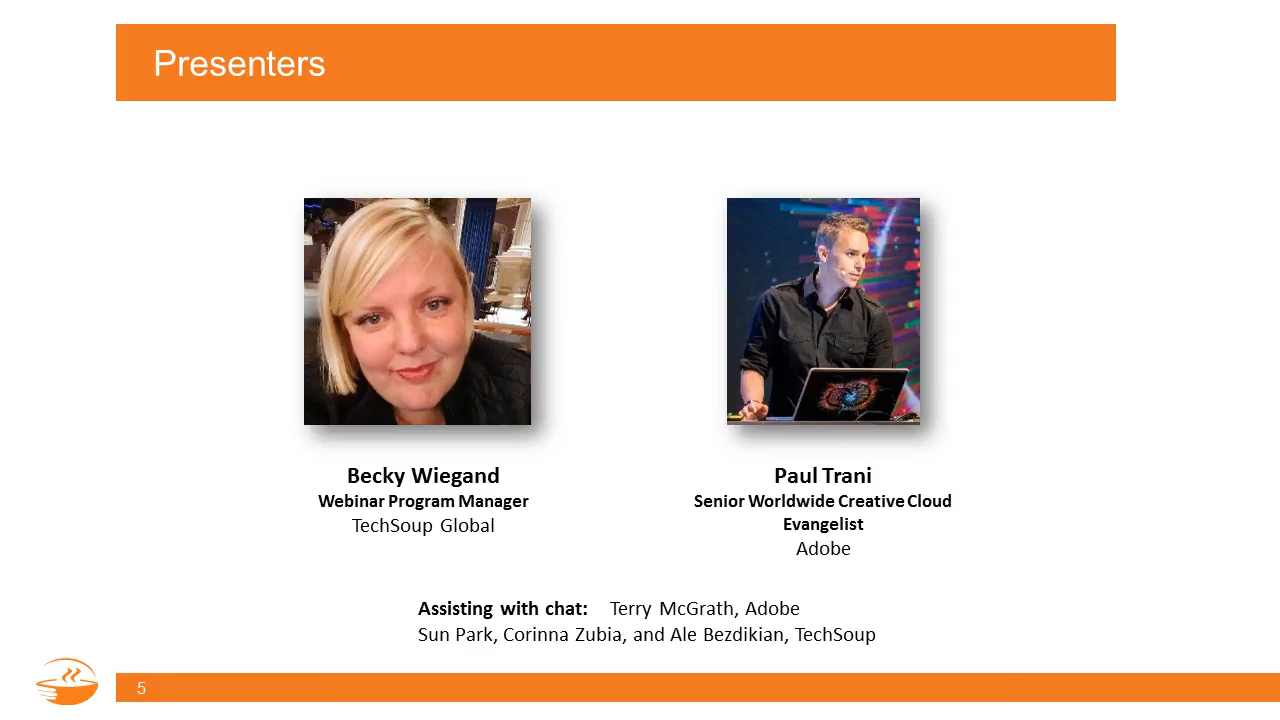 Presenters
Becky Wiegand
Webinar Program Manager
TechSoup Global
Paul Trani
Senior Worldwide Creative Cloud
Evangelist
Adobe
Assisting with chat: Terry McGrath, Adobe
Sun Park, Corinna Zubia, and Ale Bezdikian, TechSoup
5